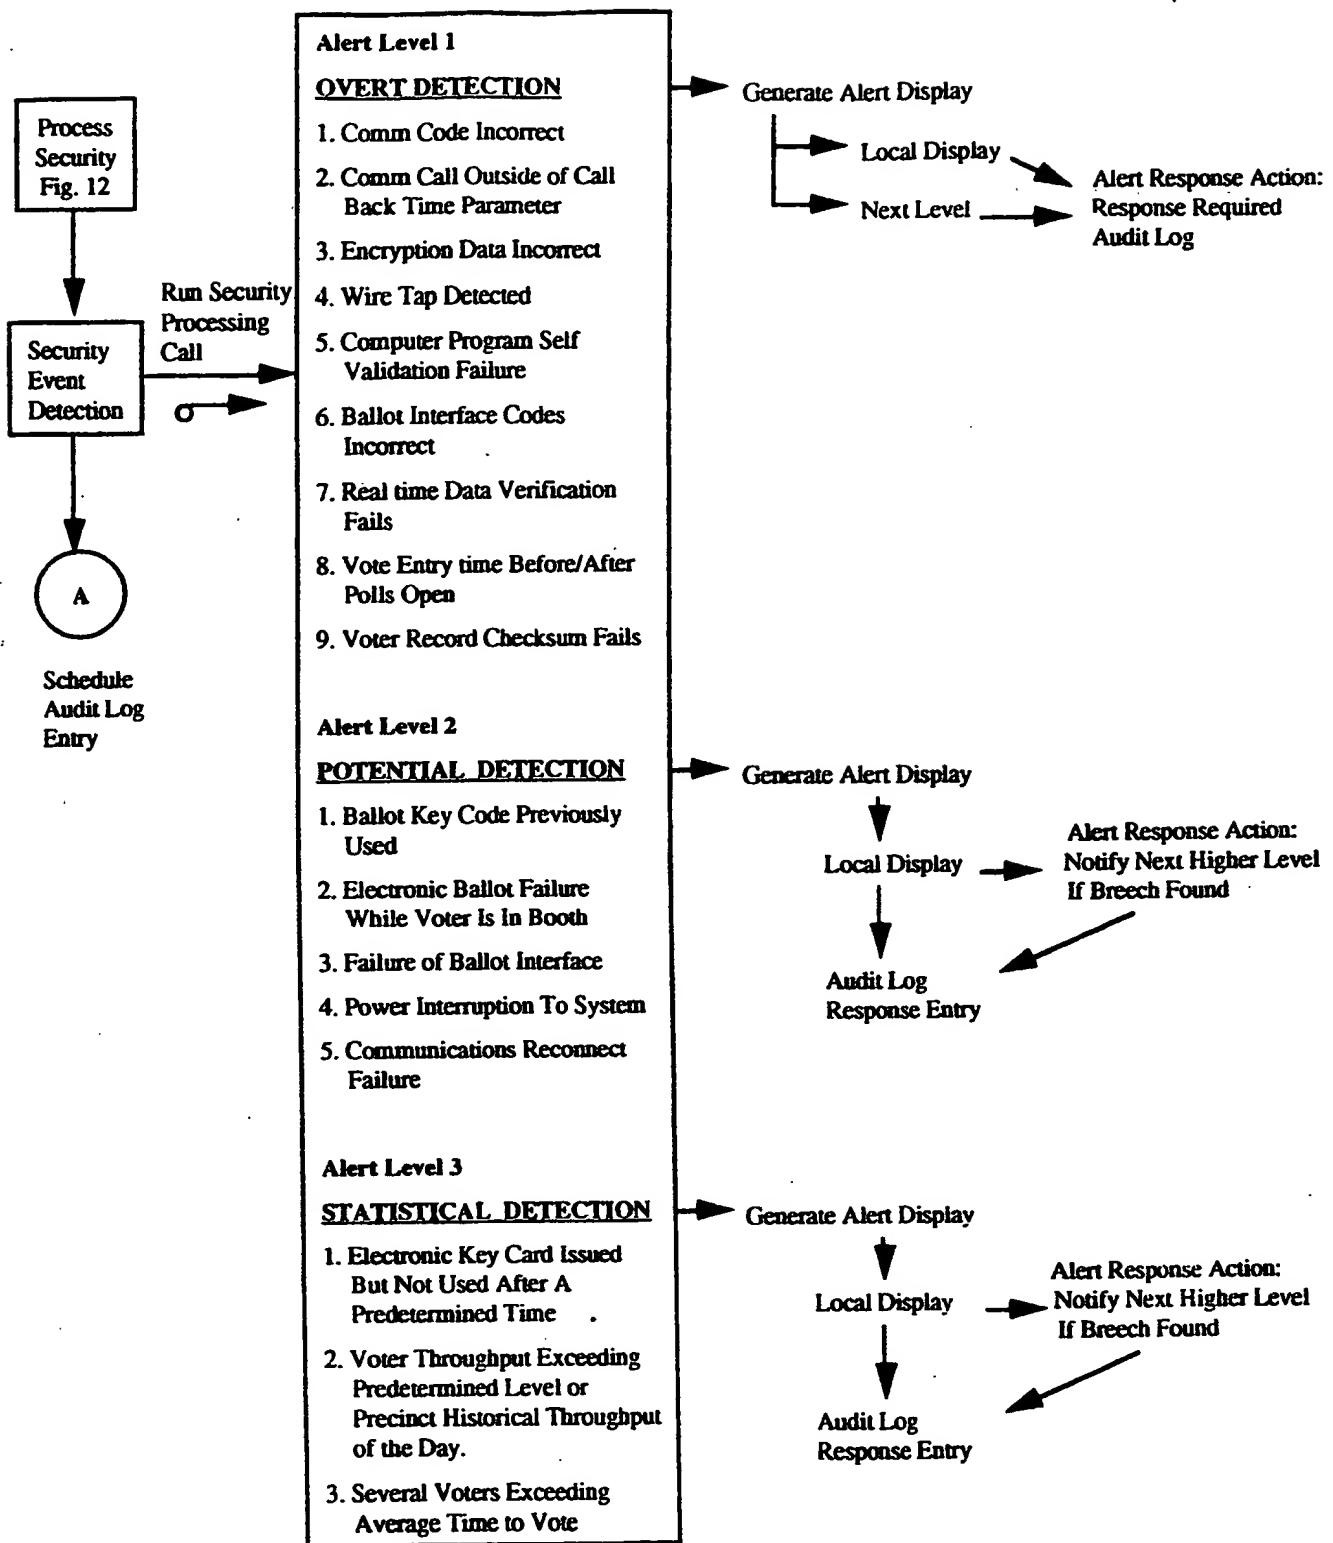 Process
Security
Fig. 12
Security
Event
Detection
Run Security
Processing
Call
σ
A
Schedule
Audit Log
Entry
Alert Level 1
OVERT DETECTION
1. Comm Code Incorrect
2. Comm Call Outside of Call
Back Time Parameter
3. Encryption Data Incorrect
4. Wire Tap Detected
5. Computer Program Self
Validation Failure
6. Ballot Interface Codes
Incorrect
7. Real time Data Verification
Fails
8. Vote Entry time Before/After
Polls Open
9. Voter Record Checksum Fails
Generate Alert Display
Local Display
Next Level
Alert Response Action:
Response Required
Audit Log
Alert Level 2
POTENTIAL DETECTION
1. Ballot Key Code Previously
Used
2. Electronic Ballot Failure
While Voter Is In Booth
3. Failure of Ballot Interface
4. Power Interruption To System
5. Communications Reconnect
Failure
Generate Alert Display
Local Display
Alert Response Action:
Notify Next Higher Level
If Breech Found
Audit Log
Response Entry
Alert Level 3
STATISTICAL DETECTION
1. Electronic Key Card Issued
But Not Used After A
Predetermined Time
2. Voter Throughput Exceeding
Predetermined Level or
Precinct Historical Throughput
of the Day.
3. Several Voters Exceeding
Average Time to Vote
Generate Alert Display
Local Display
Alert Response Action:
Notify Next Higher Level
If Breech Found
Audit Log
Response Entry